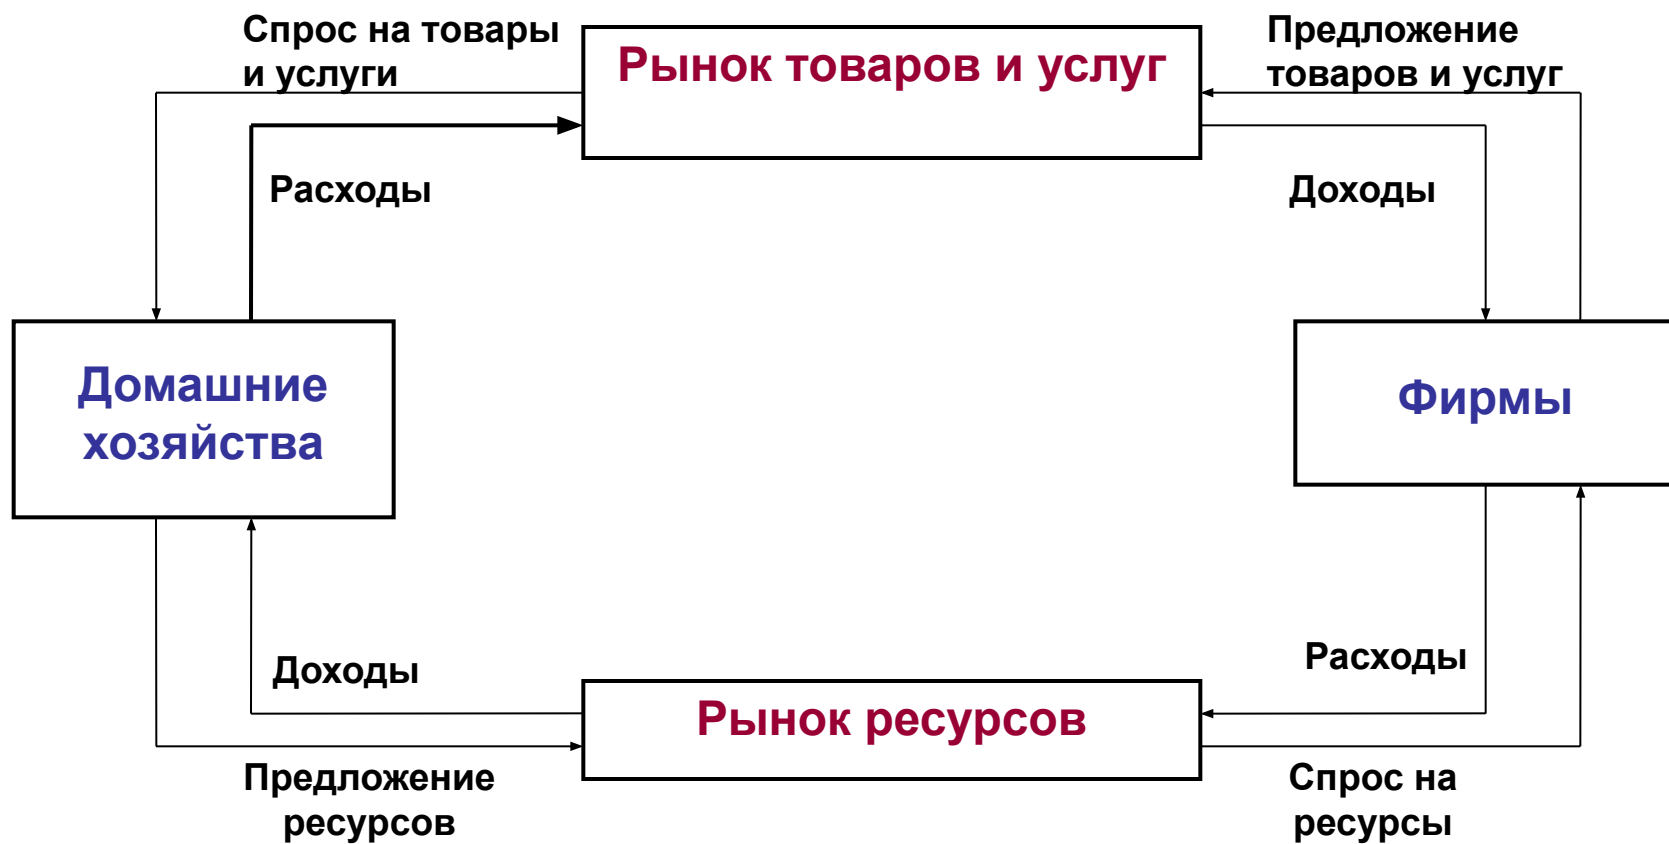 Спрос на товары
и услуги
Рынок товаров и услуг
Предложение
товаров и услуг
Расходы
Доходы
Домашние
хозяйства
Фирмы
Доходы
Расходы
Рынок ресурсов
Предложение
ресурсов
Спрос на
ресурсы